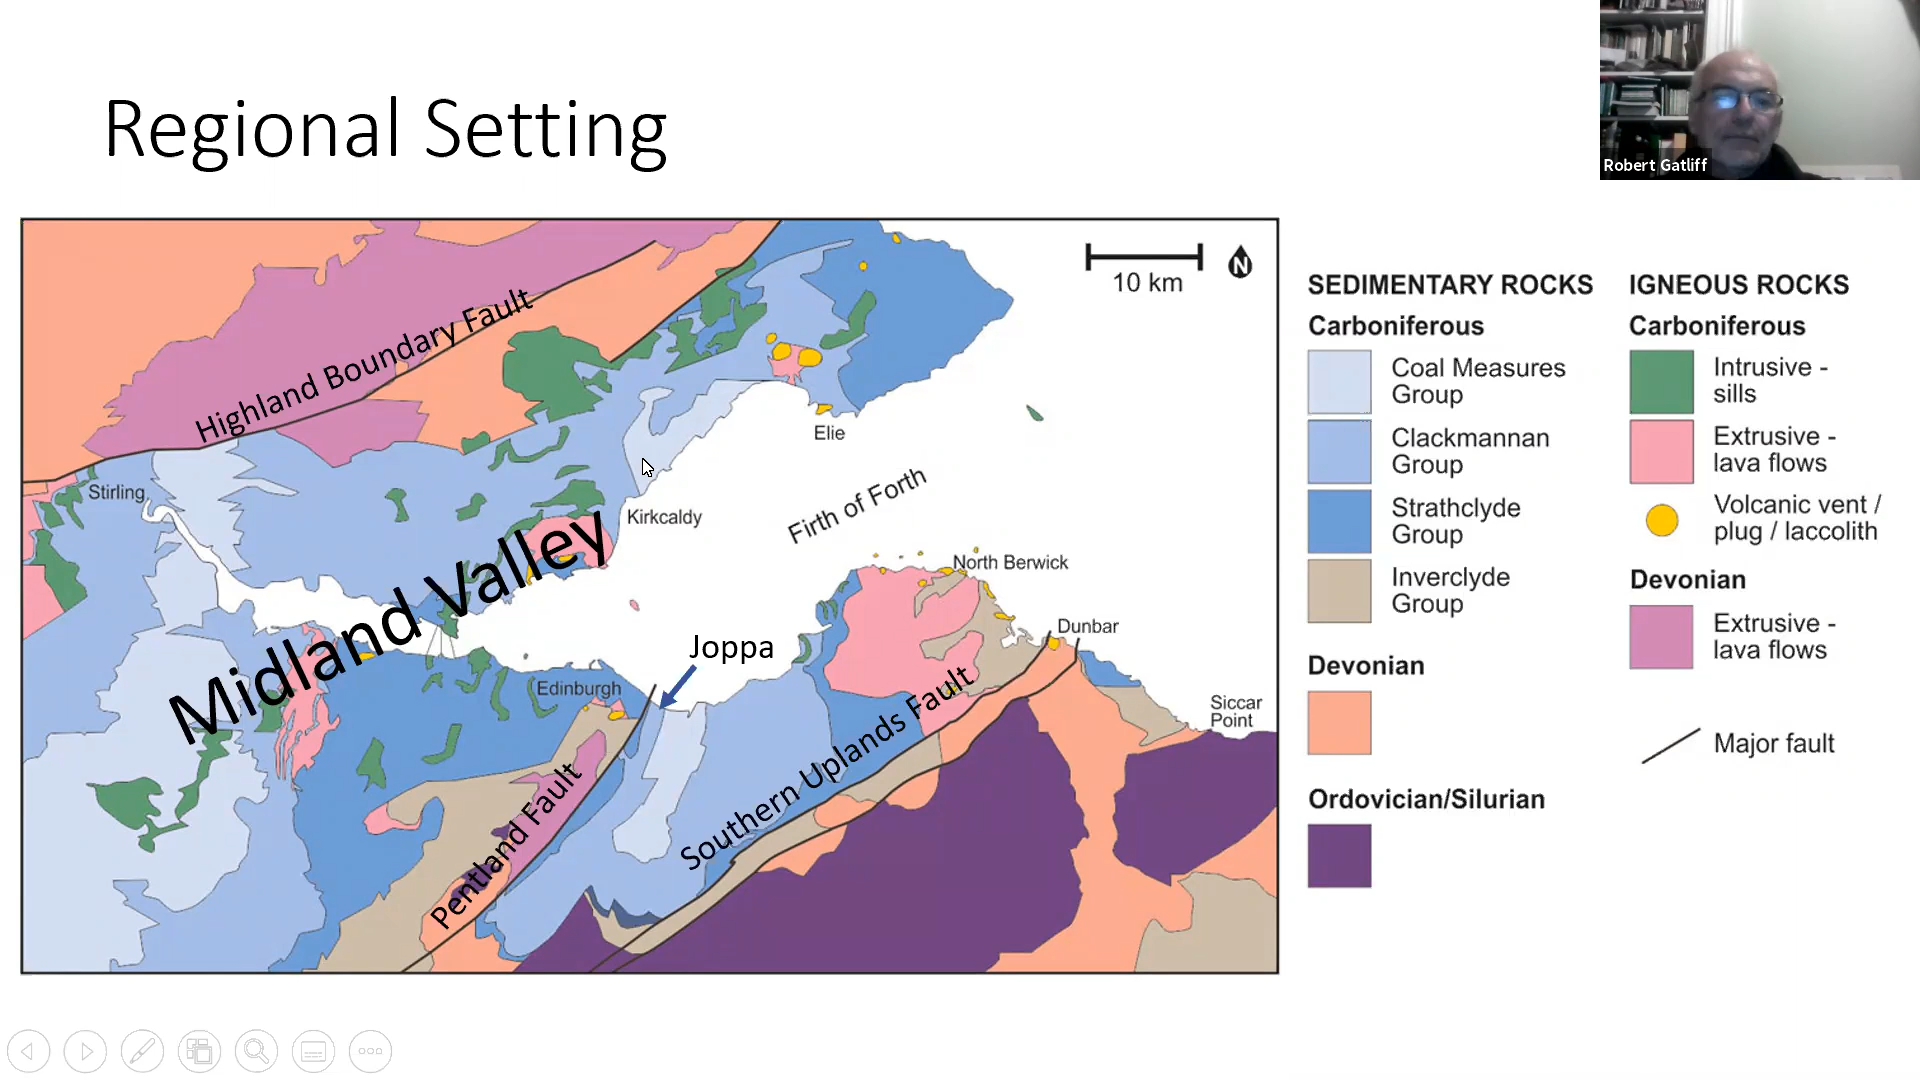 Regional Setting
Robert Gatliff
10 km
N
Highland Boundary Fault
Stirling
Elie
Kirkcaldy
Firth of Forth
Midland Valley
North Berwick
Dunbar
Joppa
Edinburgh
Siccar
Point
Southern Uplands Fault
Pentland Fault
SEDIMENTARY ROCKS
Carboniferous
Coal Measures
Group
Clackmannan
Group
Strathclyde
Group
Inverclyde
Group
Devonian
Ordovician/Silurian
IGNEOUS ROCKS
Carboniferous
Intrusive -
sills
Extrusive -
lava flows
Volcanic vent /
plug / laccolith
Devonian
Extrusive -
lava flows
Major fault